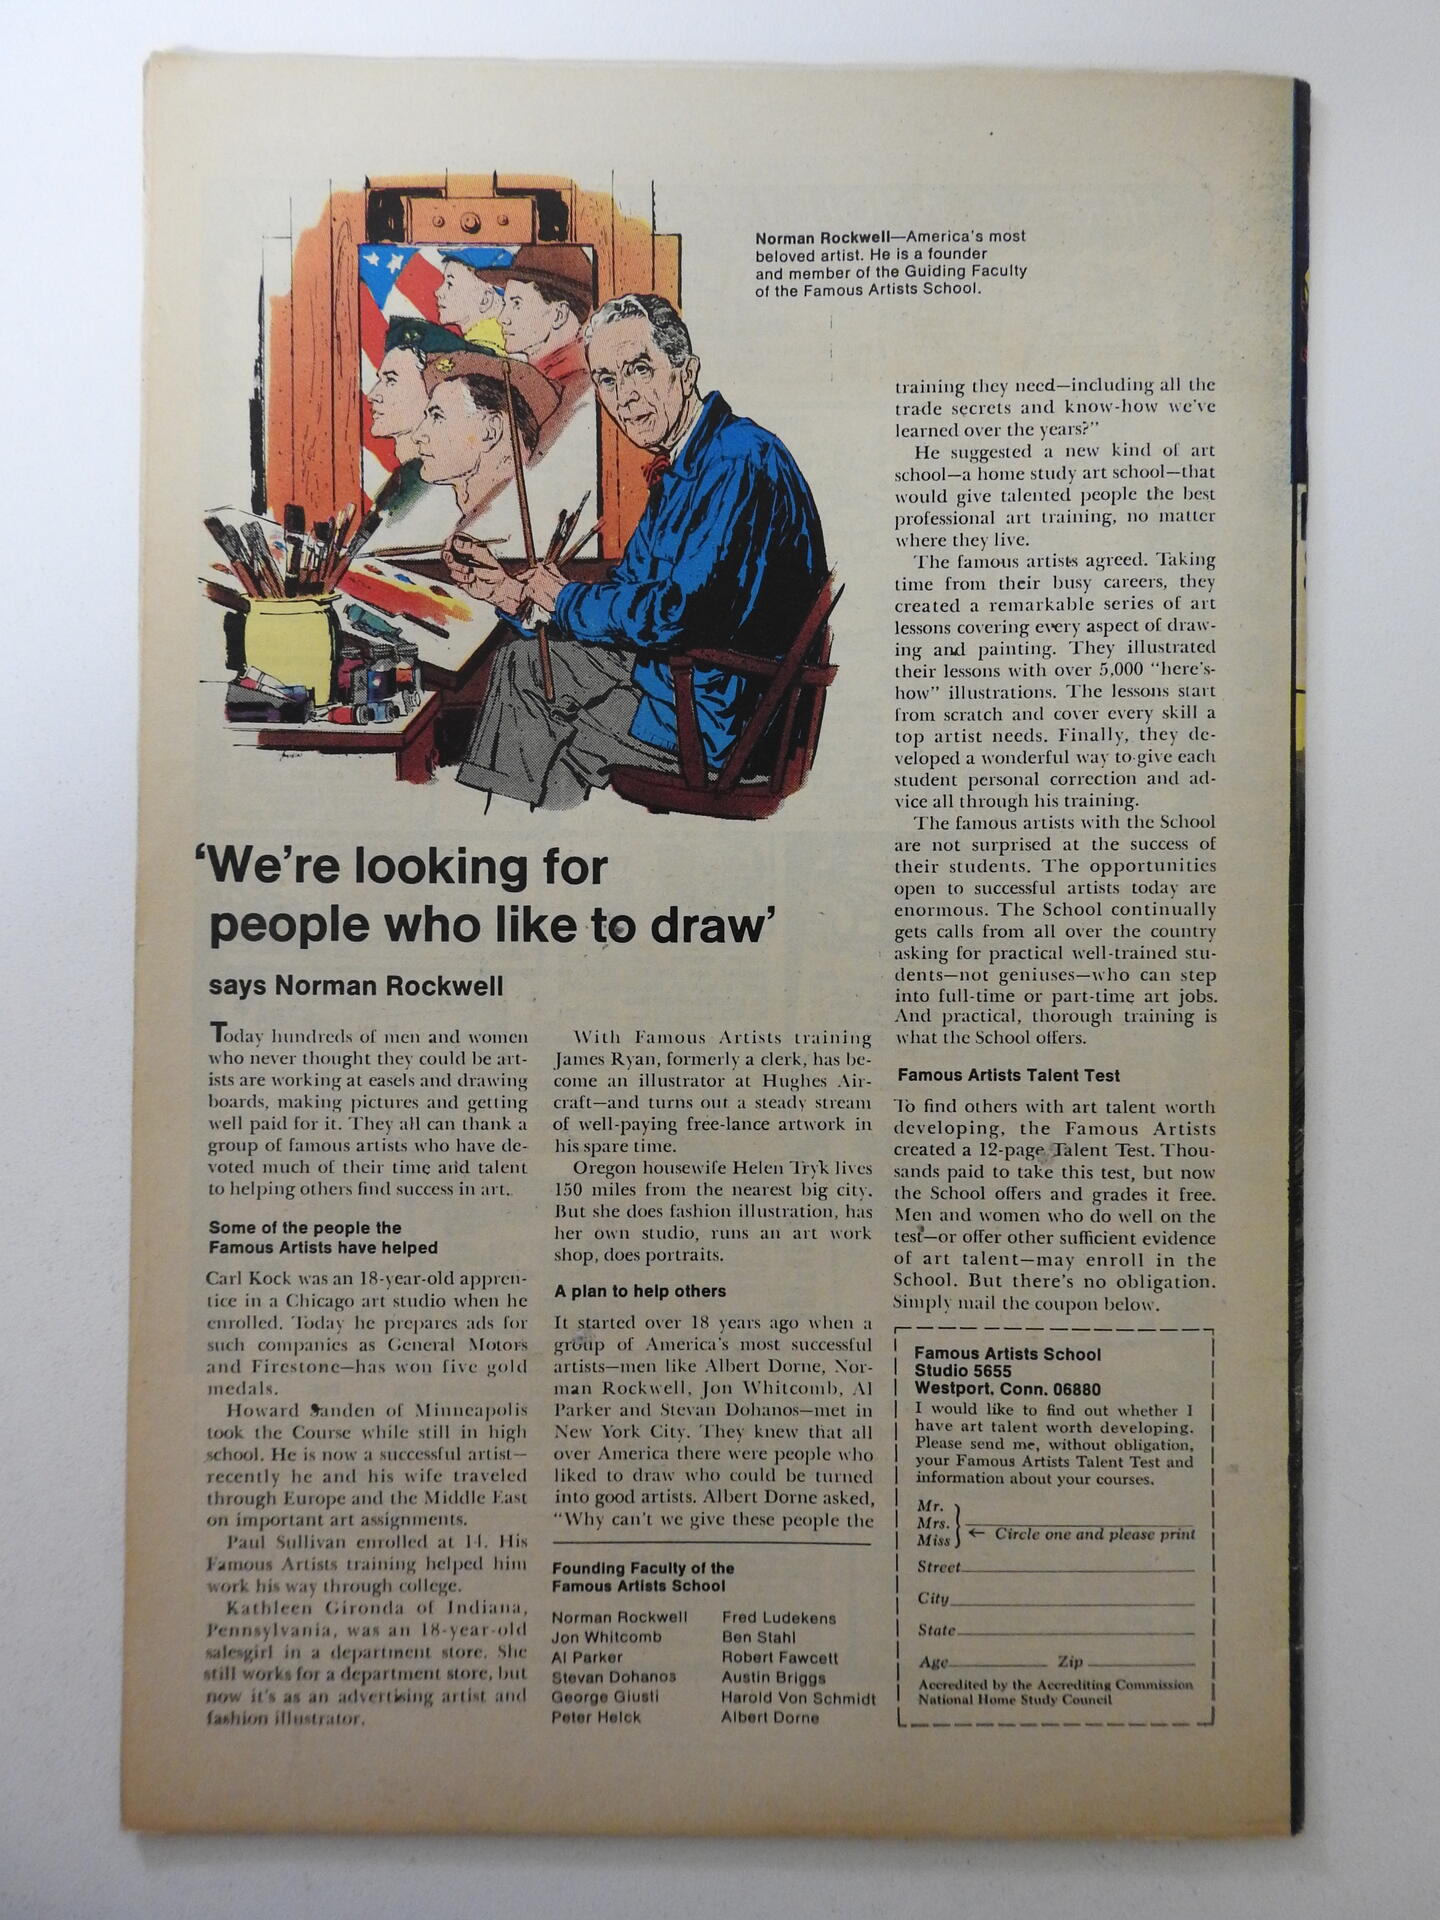 Norman Rockwell—America's most
beloved artist. He is a founder
and member of the Guiding Faculty
of the Famous Artists School.
'We're looking for
people who like to draw'
says Norman Rockwell
Today hundreds of men and women
who never thought they could be art-
ists are working at easels and drawing
boards, making pictures and getting
well paid for it. They all can thank a
group of famous artists who have de-
voted much of their time and talent
to helping others find success in art.
Some of the people the
Famous Artists have helped
Carl Kock was an 18-year-old appren-
tice in a Chicago art studio when he
enrolled. Today he prepares ads for
such companies as General Motors
and Firestone—has won five gold
medals.
Howard Sanden of Minneapolis
took the Course while still in high
school. He is now a successful artist—
recently he and his wife traveled
through Europe and the Middle East
on important art assignments.
Paul Sullivan enrolled at 14. His
Famous Artists training helped him
work his way through college.
Kathleen Gironda of Indiana,
Pennsylvania, was an 18-year-old
salesgirl in a department store. She
still works for a department store, but
now it's as an advertising artist and
fashion illustrator.
With Famous Artists training
James Ryan, formerly a clerk, has be-
come an illustrator at Hughes Air-
craft—and turns out a steady stream
of well-paying free-lance artwork in
his spare time.
Oregon housewife Helen Tryk lives
150 miles from the nearest big city.
But she does fashion illustration, has
her own studio, runs an art work
shop, does portraits.
A plan to help others
It started over 18 years ago when a
group of America's most successful
artists—men like Albert Dorne, Nor-
man Rockwell, Jon Whitcomb, Al
Parker and Stevan Dohanos—met in
New York City. They knew that all
over America there were people who
liked to draw who could be turned
into good artists. Albert Dorne asked,
"Why can't we give these people the
Founding Faculty of the
Famous Artists School
Norman Rockwell
Jon Whitcomb
Al Parker
Stevan Dohanos
George Giusti
Peter Helck
Fred Ludekens
Ben Stahl
Robert Fawcett
Austin Briggs
Harold Von Schmidt
Albert Dorne
training they need—including all the
trade secrets and know-how we've
learned over the years?"
He suggested a new kind of art
school—a home study art school—that
would give talented people the best
professional art training, no matter
where they live.
The famous artists agreed. Taking
time from their busy careers, they
created a remarkable series of art
lessons covering every aspect of draw-
ing and painting. They illustrated
their lessons with over 5,000 "here's-
how" illustrations. The lessons start
from scratch and cover every skill a
top artist needs. Finally, they de-
veloped a wonderful way to give each
student personal correction and ad-
vice all through his training.
The famous artists with the School
are not surprised at the success of
their students. The opportunities
open to successful artists today are
enormous. The School continually
gets calls from all over the country
asking for practical well-trained stu-
dents—not geniuses—who can step
into full-time or part-time art jobs.
And practical, thorough training is
what the School offers.
Famous Artists Talent Test
To find others with art talent worth
developing, the Famous Artists
created a 12-page Talent Test. Thou-
sands paid to take this test, but now
the School offers and grades it free.
Men and women who do well on the
test—or offer other sufficient evidence
of art talent—may enroll in the
School. But there's no obligation.
Simply mail the coupon below.
Famous Artists School
Studio 5655
Westport, Conn. 06880
I would like to find out whether I
have art talent worth developing.
Please send me, without obligation,
your Famous Artists Talent Test and
information about your courses.
Mr.
Mrs.
Miss ← Circle one and please print
Street
City
State
Age Zip
Accredited by the Accrediting Commission
National Home Study Council